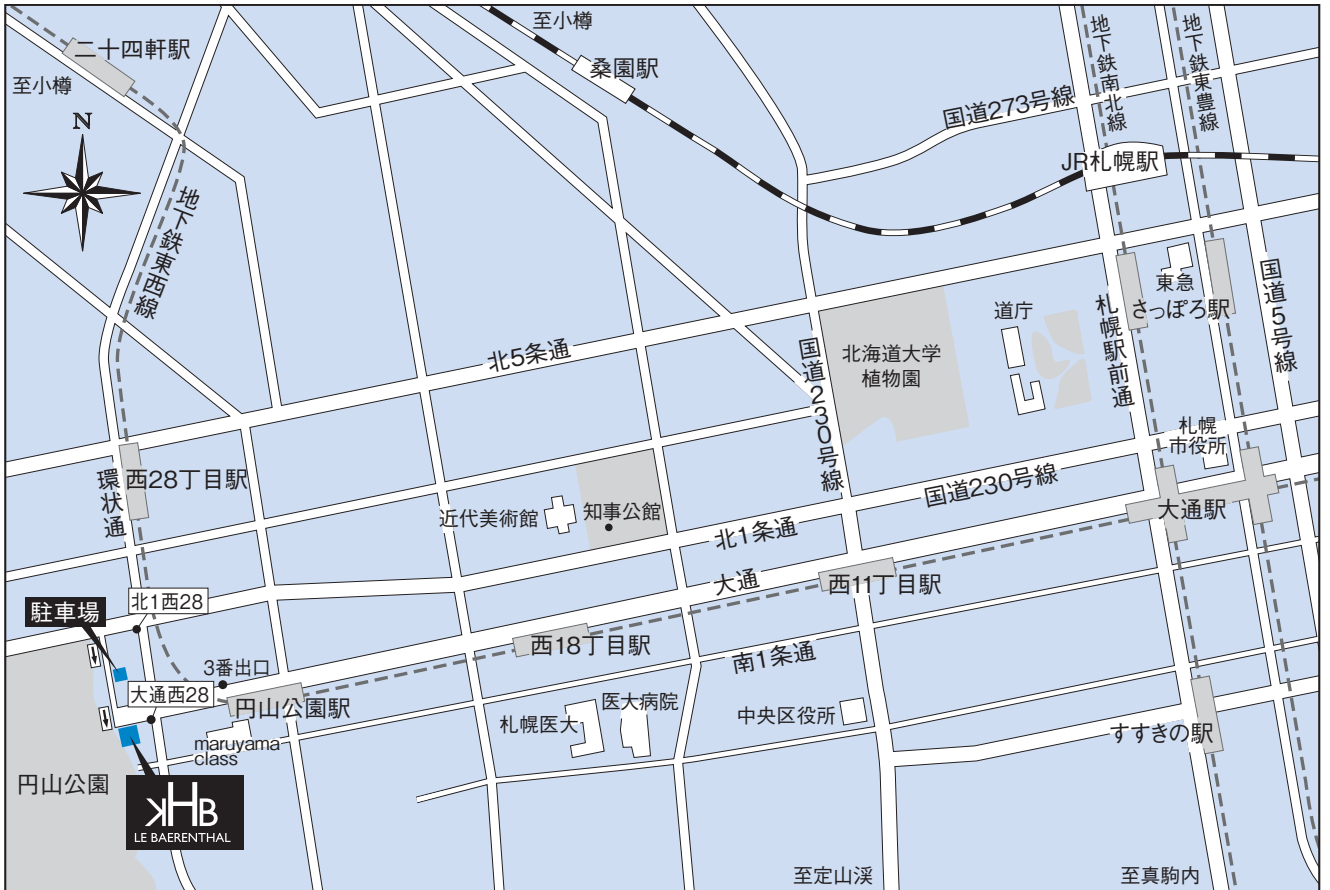 至小樽
二十四軒駅
桑園駅
至小樽
地下鉄南北線
地下鉄東豊線
国道273号線
N
JR札幌駅
地下鉄東西線
国道5号線
東急
さっぽろ駅
道庁
札幌駅前通
北5条通
国道230号線
北海道大学
植物園
札幌
市役所
環状通
西28丁目駅
国道230号線
近代美術館
知事公館
大通駅
北1条通
大通
西11丁目駅
北1西28
駐車場
西18丁目駅
南1条通
3番出口
大通西28
円山公園駅
医大病院
札幌医大
中央区役所
すすきの駅
maruyama
class
円山公園
KHB
LE BAERENTHAL
至定山渓
至真駒内